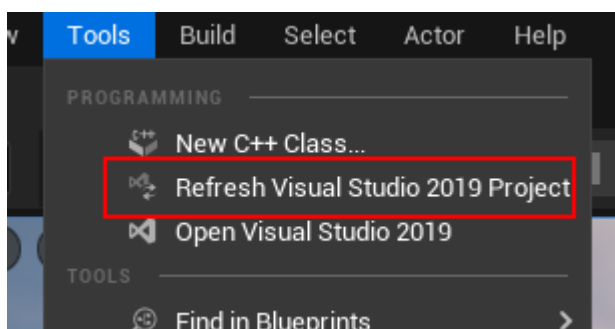 Tools Build Select Actor Help
PROGRAMMING
New C++ Class...
Refresh Visual Studio 2019 Project
Open Visual Studio 2019
TOOLS
Find in Blueprints